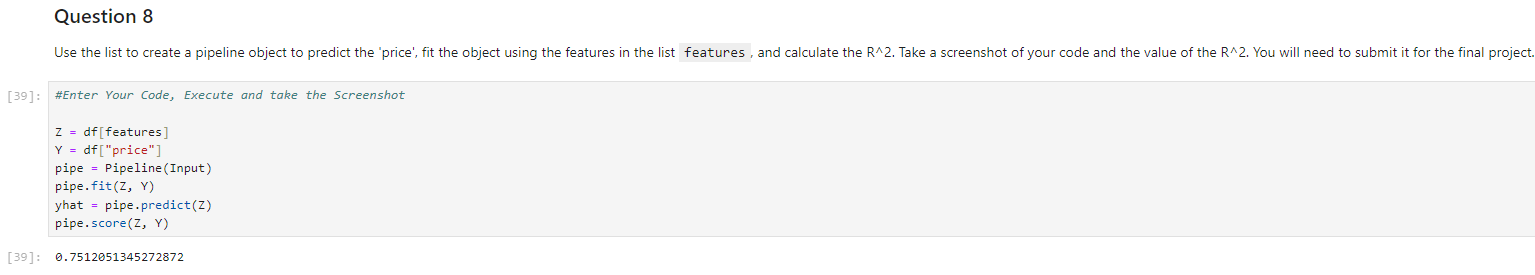 Question 8
Use the list to create a pipeline object to predict the 'price', fit the object using the features in the list features , and calculate the R^2. Take a screenshot of your code and the value of the R^2. You will need to submit it for the final project.
[39]: #Enter Your Code, Execute and take the Screenshot
Z = df[features]
Y = df["price"]
pipe = Pipeline(Input)
pipe.fit(Z, Y)
yhat = pipe.predict(Z)
pipe.score(Z, Y)
[39]: 0.7512051345272872